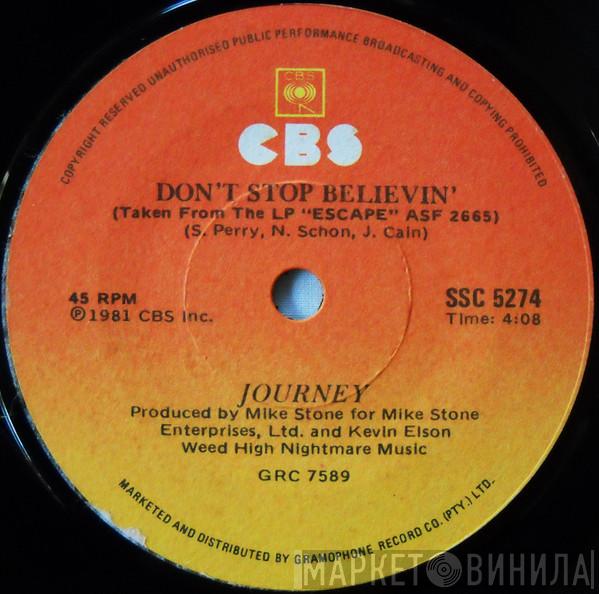 COPYRIGHT RESERVED UNAUTHORISED PUBLIC PERFORMANCE BROADCASTING AND COPYING PROHIBITED
CBS
CBS
DON'T STOP BELIEVIN'
(Taken From The LP "ESCAPE" ASF 2665)
(S. Perry, N. Schon, J. Cain)
45 RPM
SSC 5274
℗1981 CBS Inc.
Time: 4:08
JOURNEY
Produced by Mike Stone for Mike Stone
Enterprises, Ltd. and Kevin Elson
Weed High Nightmare Music
GRC 7589
MARKETED AND DISTRIBUTED BY GRAMOPHONE RECORD CO. (PTY.) LTD.
МАРКЕТ ВИНИЛА